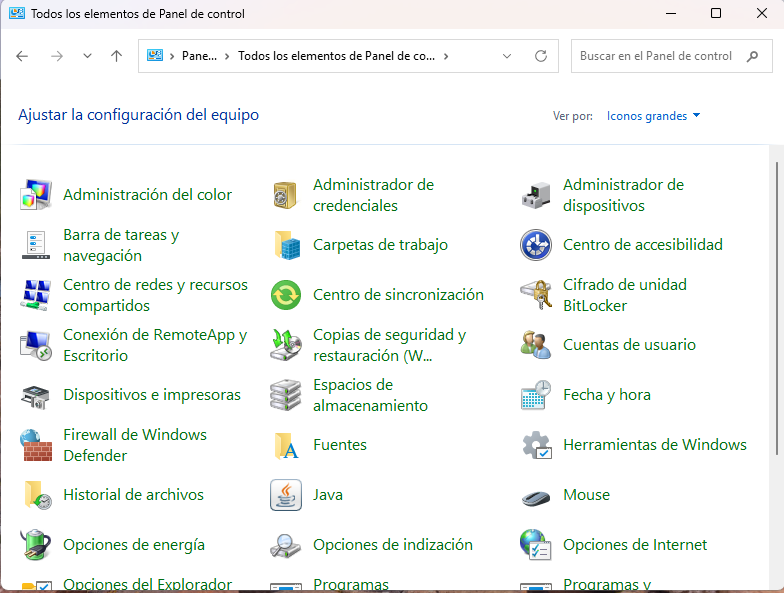 Todos los elementos de Panel de control
Pane... Todos los elementos de Panel de co...
Buscar en el Panel de control
Ajustar la configuración del equipo
Ver por: Iconos grandes
Administración del color
Administrador de
credenciales
Administrador de
dispositivos
Barra de tareas y
navegación
Carpetas de trabajo
Centro de accesibilidad
Centro de redes y recursos
compartidos
Centro de sincronización
Cifrado de unidad
BitLocker
Conexión de RemoteApp y
Escritorio
Copias de seguridad y
restauración (W...
Cuentas de usuario
Dispositivos e impresoras
Espacios de
almacenamiento
Fecha y hora
Firewall de Windows
Defender
Fuentes
Herramientas de Windows
Historial de archivos
Java
Mouse
Opciones de energía
Opciones de indización
Opciones de Internet
Opciones del Explorador
Programas
Programas y